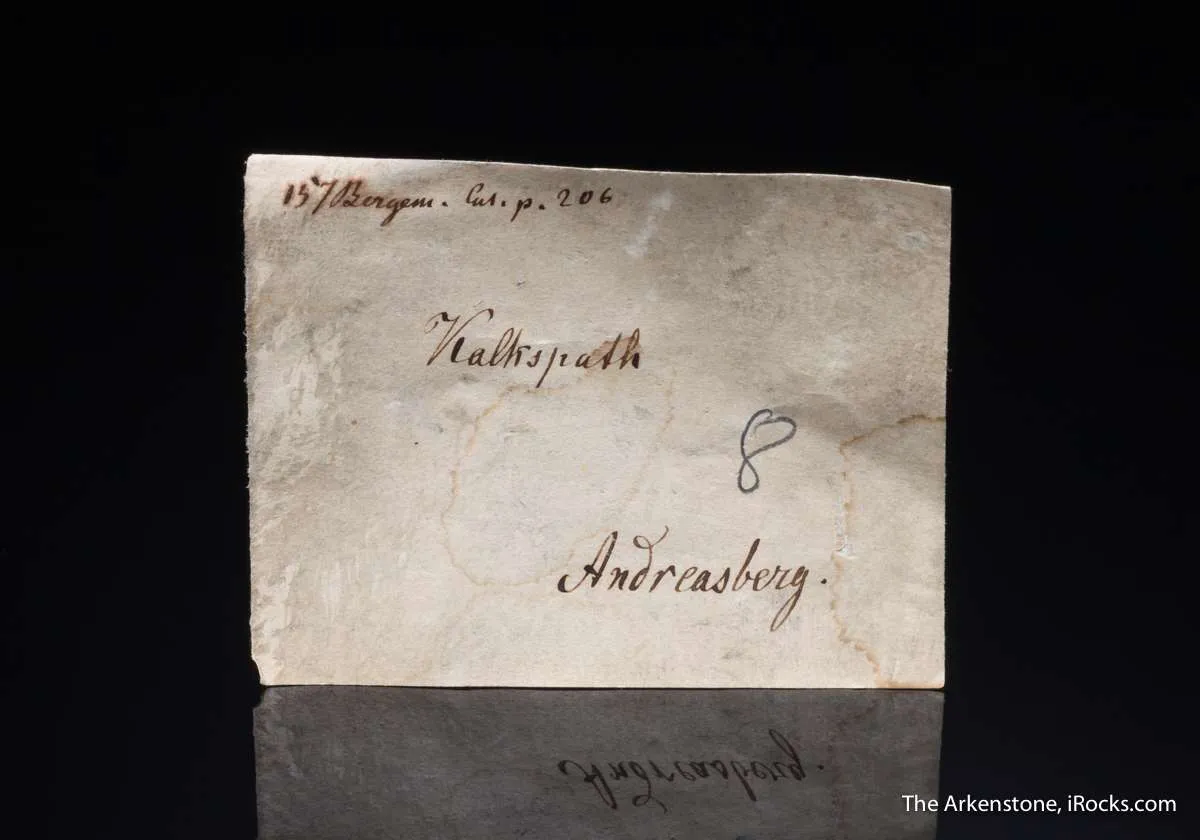 157 Bergem. Cat. p. 206
Kalkspath
8
Andreasberg.
The Arkenstone, iRocks.com